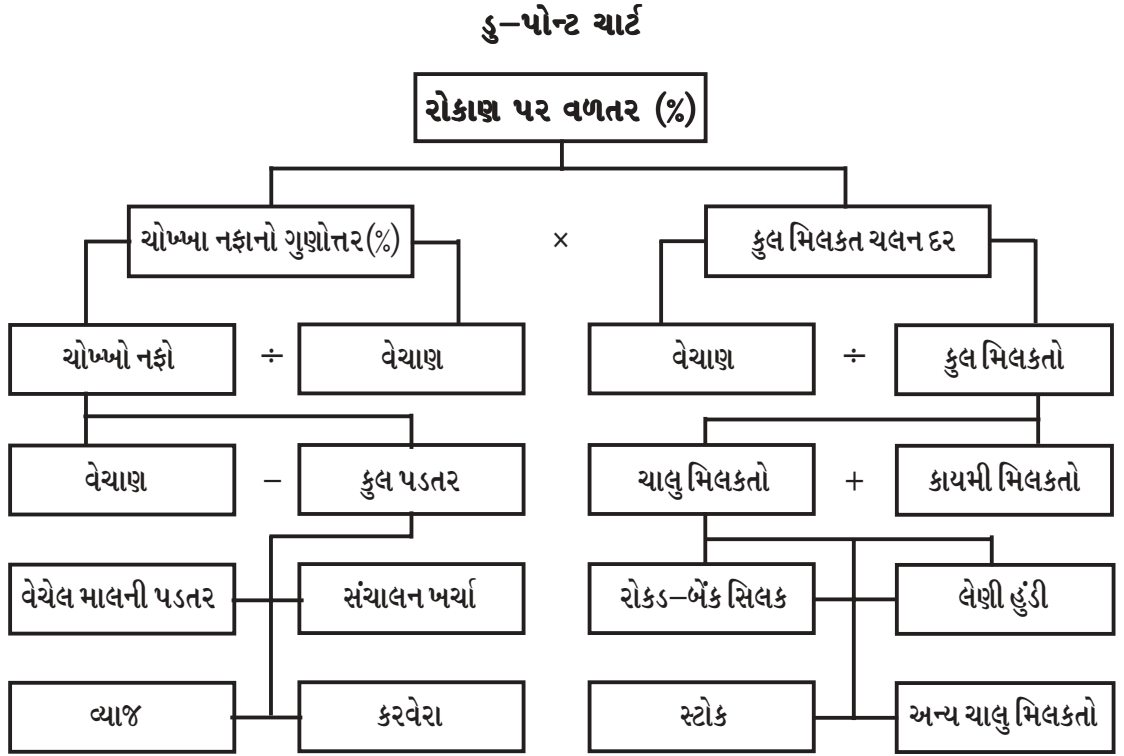 ડુ–પોન્ટ ચાર્ટ
રોકાણ પર વળતર (%)
ચોખ્ખા નફાનો ગુણોત્તર(%) × કુલ મિલકત ચલન દર
ચોખ્ખો નફો ÷ વેચાણ વેચાણ ÷ કુલ મિલકતો
વેચાણ – કુલ પડતર ચાલુ મિલકતો + કાયમી મિલકતો
વેચેલ માલની પડતર સંચાલન ખર્ચા રોકડ–બેંક સિલક લેણી હુંડી
વ્યાજ કરવેરા સ્ટોક અન્ય ચાલુ મિલકતો